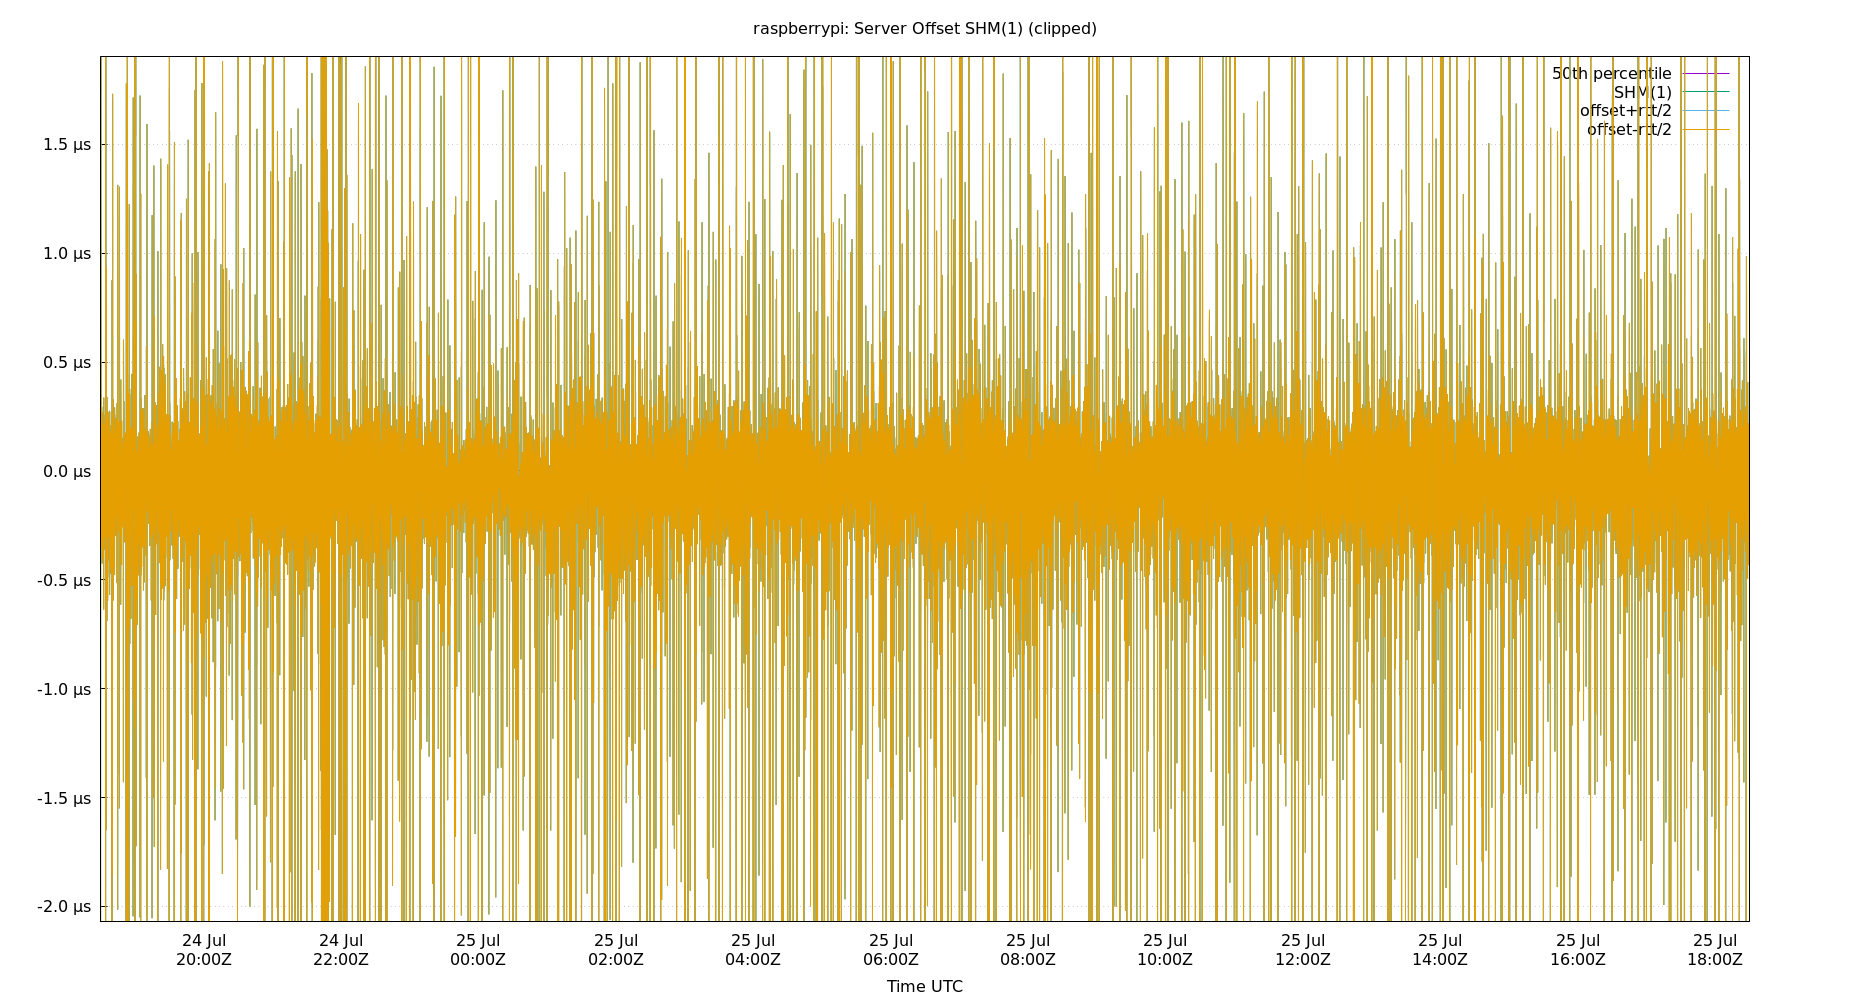 raspberrypi: Server Offset SHM(1) (clipped)
50th percentile
SHM(1)
offset+rtt/2
offset-rtt/2
1.5 µs
1.0 µs
0.5 µs
0.0 µs
-0.5 µs
-1.0 µs
-1.5 µs
-2.0 µs
24 Jul 24 Jul 25 Jul 25 Jul 25 Jul 25 Jul 25 Jul 25 Jul 25 Jul 25 Jul 25 Jul 25 Jul
20:00Z 22:00Z 00:00Z 02:00Z 04:00Z 06:00Z 08:00Z 10:00Z 12:00Z 14:00Z 16:00Z 18:00Z
Time UTC